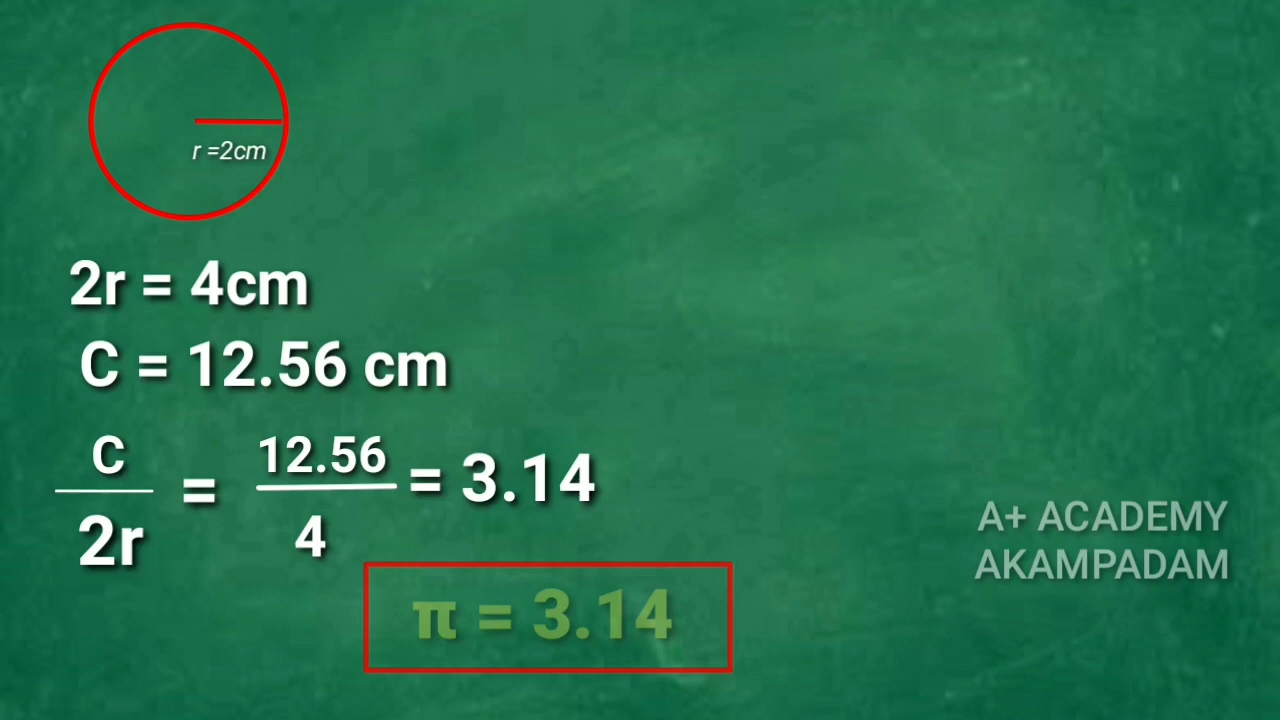 r =2cm
2r = 4cm
C = 12.56 cm
C
2r
=
12.56
4
= 3.14
π = 3.14
A+ ACADEMY
AKAMPADAM